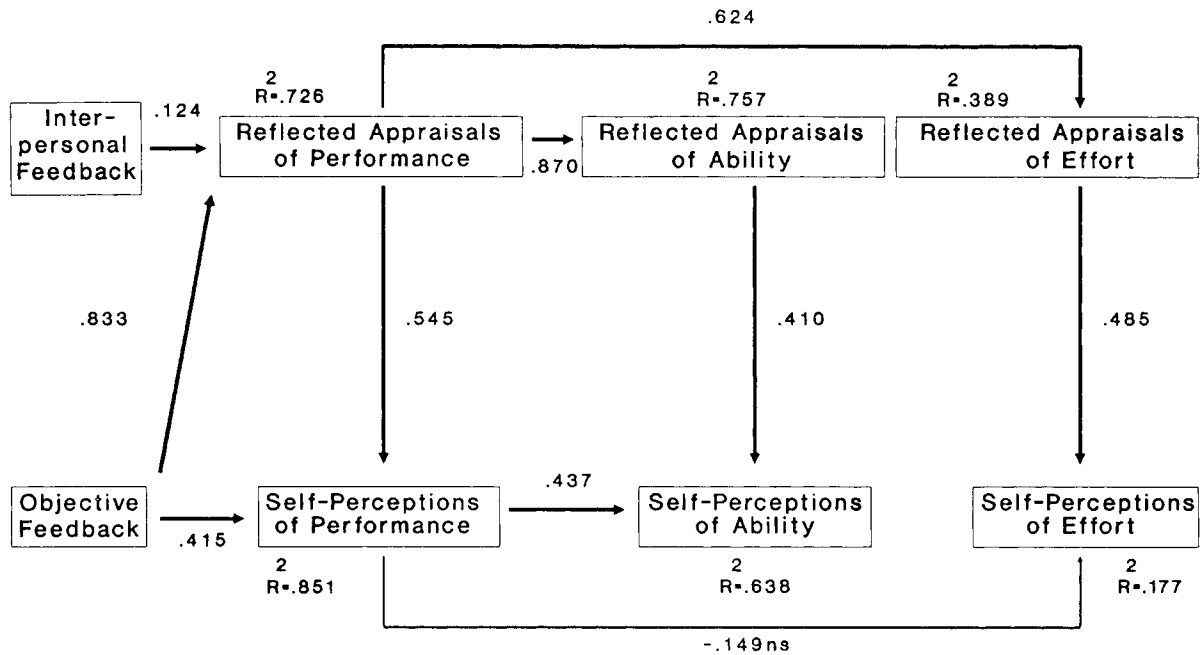 .624
2
R=.726
2
R=.757
2
R=.389
Inter-
personal
Feedback
.124
Reflected Appraisals
of Performance
.870
Reflected Appraisals
of Ability
Reflected Appraisals
of Effort
.833
.545
.410
.485
Objective
Feedback
.415
Self-Perceptions
of Performance
.437
Self-Perceptions
of Ability
Self-Perceptions
of Effort
2
R=.851
2
R=.638
2
R=.177
-.149ns